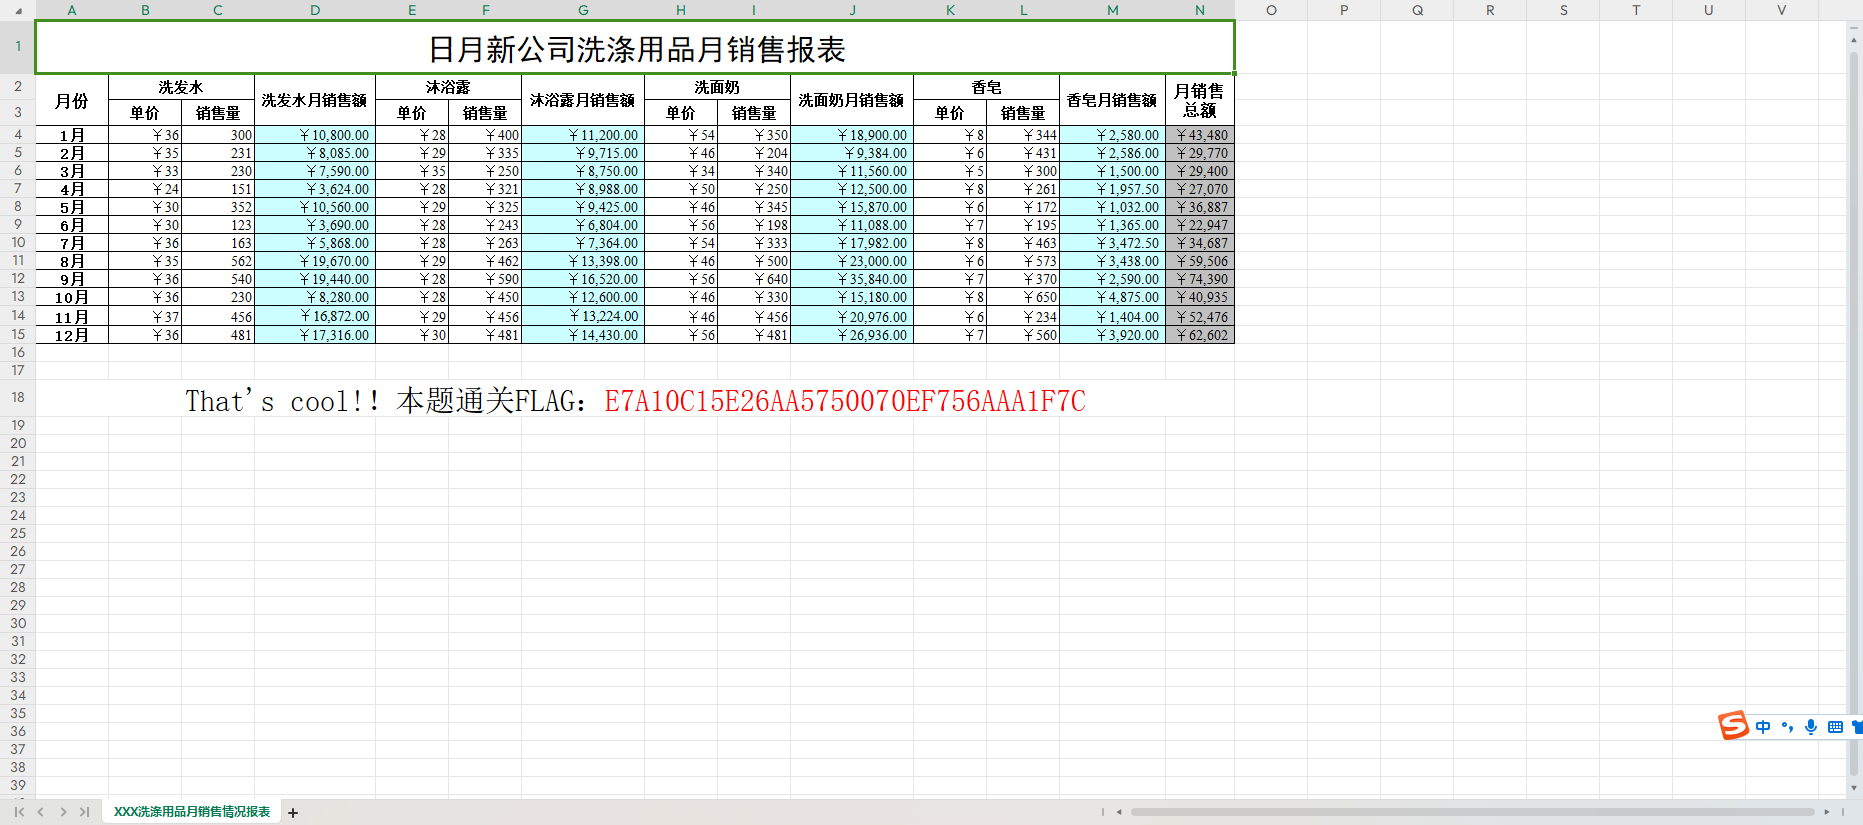 A B C D E F G H I J K L M N O P Q R S T U V
1 日月新公司洗涤用品月销售报表
2 月份 洗发水 洗发水月销售额 沐浴露 沐浴露月销售额 洗面奶 洗面奶月销售额 香皂 香皂月销售额 月销售总额
3 单价 销售量 单价 销售量 单价 销售量 单价 销售量
4 1月 ￥36 300 ￥10,800.00 ￥28 ￥400 ￥11,200.00 ￥54 ￥350 ￥18,900.00 ￥8 ￥344 ￥2,580.00 ￥43,480
5 2月 ￥35 231 ￥8,085.00 ￥29 ￥335 ￥9,715.00 ￥46 ￥204 ￥9,384.00 ￥6 ￥431 ￥2,586.00 ￥29,770
6 3月 ￥33 230 ￥7,590.00 ￥35 ￥250 ￥8,750.00 ￥34 ￥340 ￥11,560.00 ￥5 ￥300 ￥1,500.00 ￥29,400
7 4月 ￥24 151 ￥3,624.00 ￥28 ￥321 ￥8,988.00 ￥50 ￥250 ￥12,500.00 ￥8 ￥261 ￥1,957.50 ￥27,070
8 5月 ￥30 352 ￥10,560.00 ￥29 ￥325 ￥9,425.00 ￥46 ￥345 ￥15,870.00 ￥6 ￥172 ￥1,032.00 ￥36,887
9 6月 ￥30 123 ￥3,690.00 ￥28 ￥243 ￥6,804.00 ￥56 ￥198 ￥11,088.00 ￥7 ￥195 ￥1,365.00 ￥22,947
10 7月 ￥36 163 ￥5,868.00 ￥28 ￥263 ￥7,364.00 ￥54 ￥333 ￥17,982.00 ￥8 ￥463 ￥3,472.50 ￥34,687
11 8月 ￥35 562 ￥19,670.00 ￥29 ￥462 ￥13,398.00 ￥46 ￥500 ￥23,000.00 ￥6 ￥573 ￥3,438.00 ￥59,506
12 9月 ￥36 540 ￥19,440.00 ￥28 ￥590 ￥16,520.00 ￥56 ￥640 ￥35,840.00 ￥7 ￥370 ￥2,590.00 ￥74,390
13 10月 ￥36 230 ￥8,280.00 ￥28 ￥450 ￥12,600.00 ￥46 ￥330 ￥15,180.00 ￥8 ￥650 ￥4,875.00 ￥40,935
14 11月 ￥37 456 ￥16,872.00 ￥29 ￥456 ￥13,224.00 ￥46 ￥456 ￥20,976.00 ￥6 ￥234 ￥1,404.00 ￥52,476
15 12月 ￥36 481 ￥17,316.00 ￥30 ￥481 ￥14,430.00 ￥56 ￥481 ￥26,936.00 ￥7 ￥560 ￥3,920.00 ￥62,602
16
17
18 That's cool!! 本题通关FLAG：E7A10C15E26AA5750070EF756AAA1F7C
19
20
21
22
23
24
25
26
27
28
29
30
31
32
33
34
35
36
37
38
39
S 中
XXX洗涤用品月销售情况报表 +